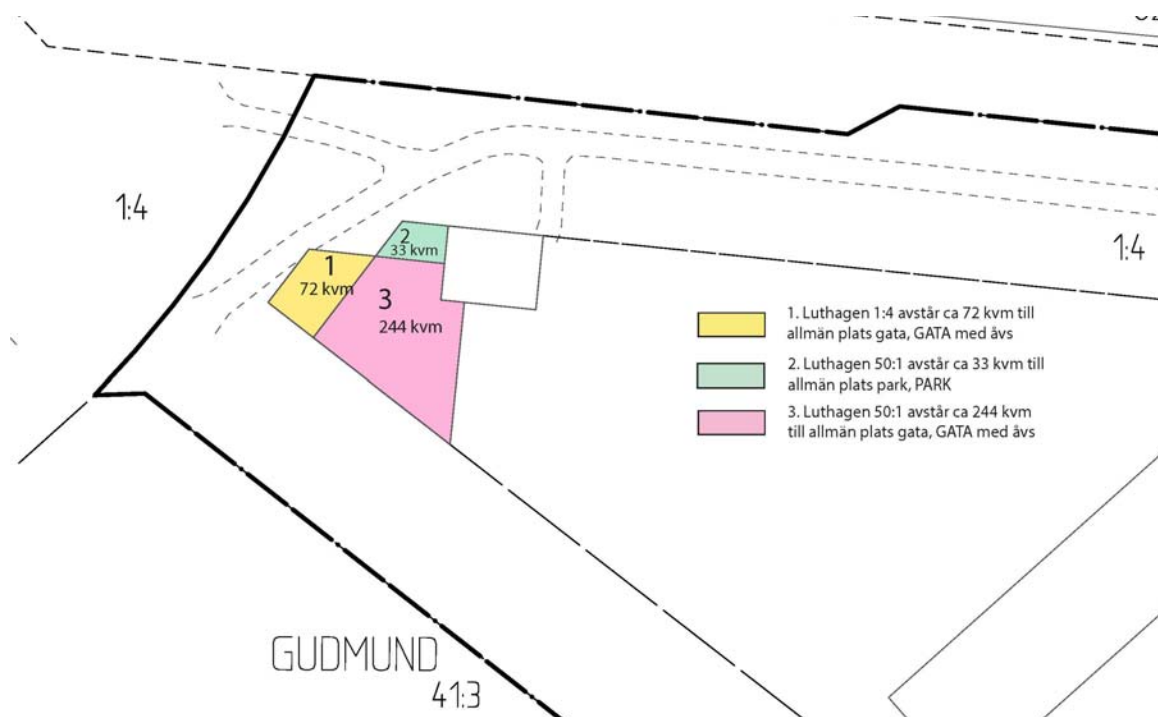 1:4
2
33 kvm
1
72 kvm
3
244 kvm
1:4
1. Luthagen 1:4 avstår ca 72 kvm till
allmän plats gata, GATA med åvs
2. Luthagen 50:1 avstår ca 33 kvm till
allmän plats park, PARK
3. Luthagen 50:1 avstår ca 244 kvm
till allmän plats gata, GATA med åvs
GUDMUND
41:3